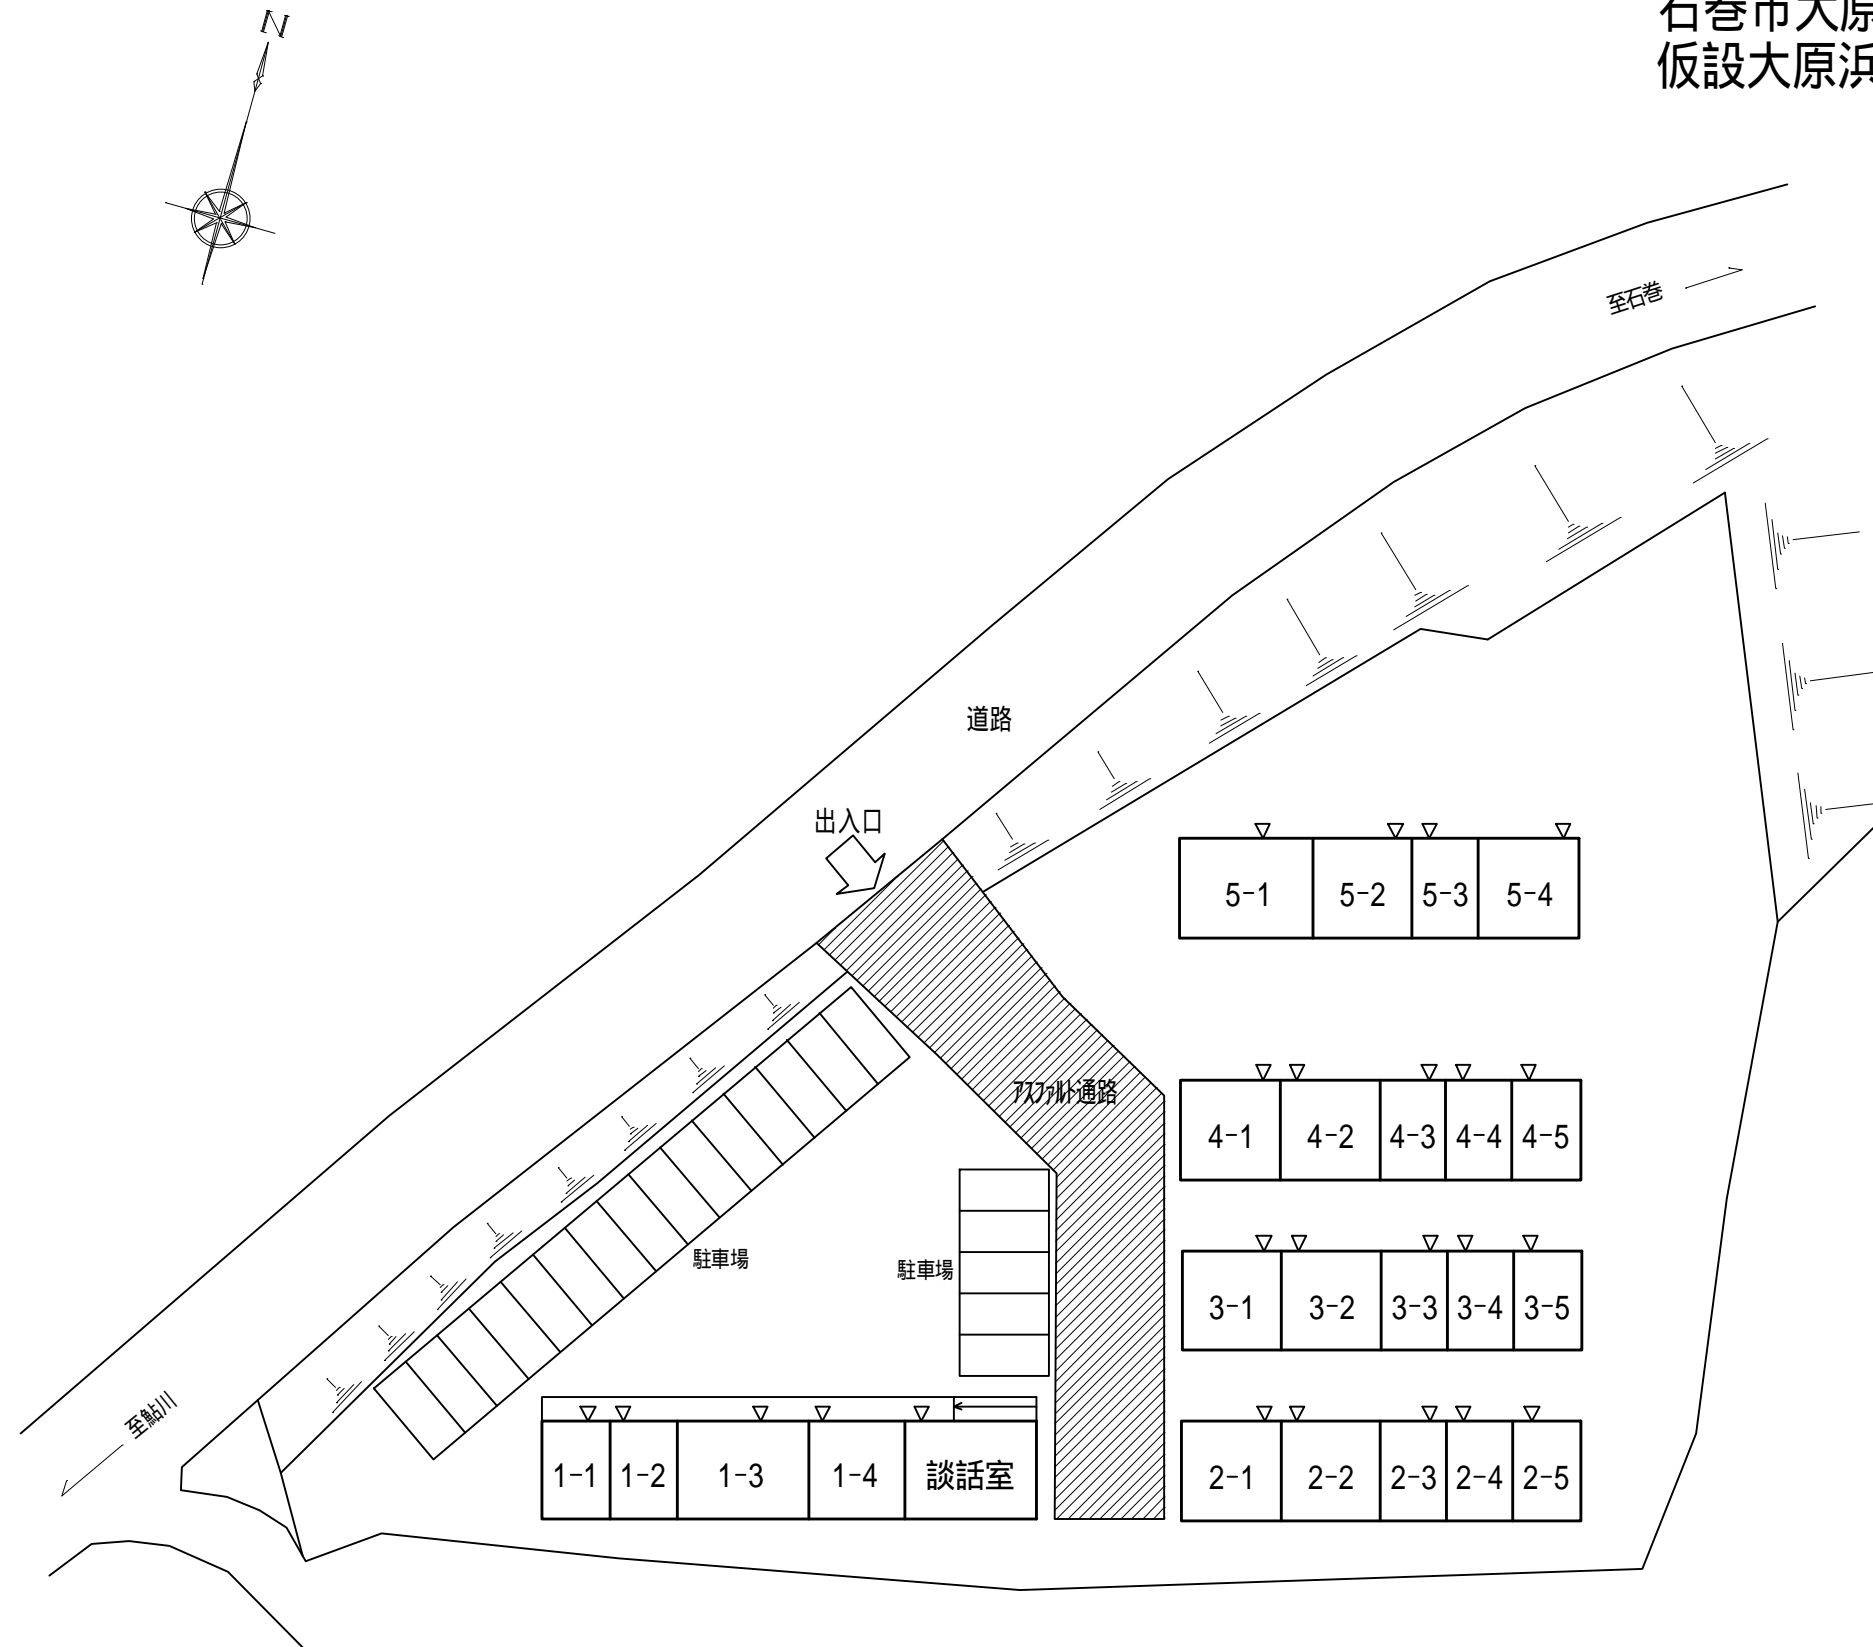 N
石巻市大原
仮設大原浜
至石巻
道路
出入口
5-1 5-2 5-3 5-4
アスファルト通路
4-1 4-2 4-3 4-4 4-5
駐車場
駐車場
3-1 3-2 3-3 3-4 3-5
至鮎川
1-1 1-2 1-3 1-4 談話室
2-1 2-2 2-3 2-4 2-5